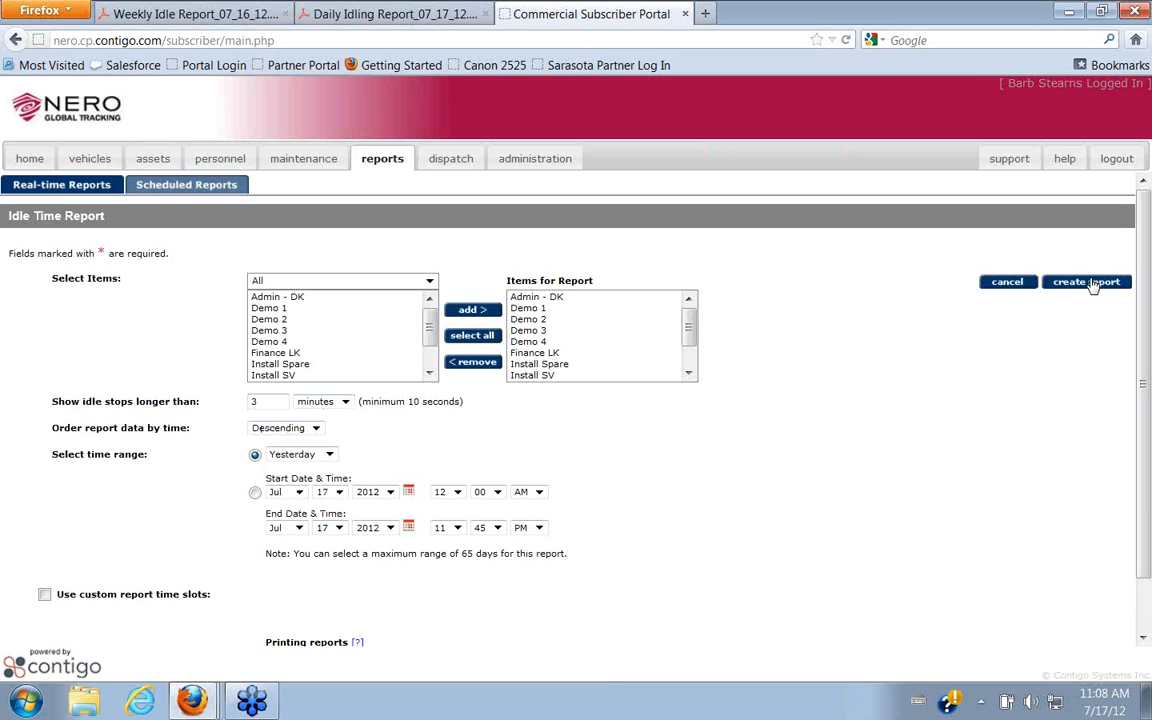 Firefox
Weekly Idle Report_07_16_12....
Daily Idling Report_07_17_12....
Commercial Subscriber Portal
nero.cp.contigo.com/subscriber/main.php
Google
Most Visited
Salesforce
Portal Login
Partner Portal
Getting Started
Canon 2525
Sarasota Partner Log In
Bookmarks
[ Barb Stearns Logged In ]
NERO
GLOBAL TRACKING
home
vehicles
assets
personnel
maintenance
reports
dispatch
administration
support
help
logout
Real-time Reports
Scheduled Reports
Idle Time Report
Fields marked with * are required.
Select Items:
All
Items for Report
cancel
create report
Admin - DK
Demo 1
Demo 2
Demo 3
Demo 4
Finance LK
Install Spare
Install SV
add >
select all
< remove
Admin - DK
Demo 1
Demo 2
Demo 3
Demo 4
Finance LK
Install Spare
Install SV
Show idle stops longer than:
3
minutes
(minimum 10 seconds)
Order report data by time:
Descending
Select time range:
Yesterday
Start Date & Time:
Jul
17
2012
12
00
AM
End Date & Time:
Jul
17
2012
11
45
PM
Note: You can select a maximum range of 65 days for this report.
Use custom report time slots:
Printing reports [?]
powered by
contigo
© Contigo Systems Inc.
11:08 AM
7/17/12